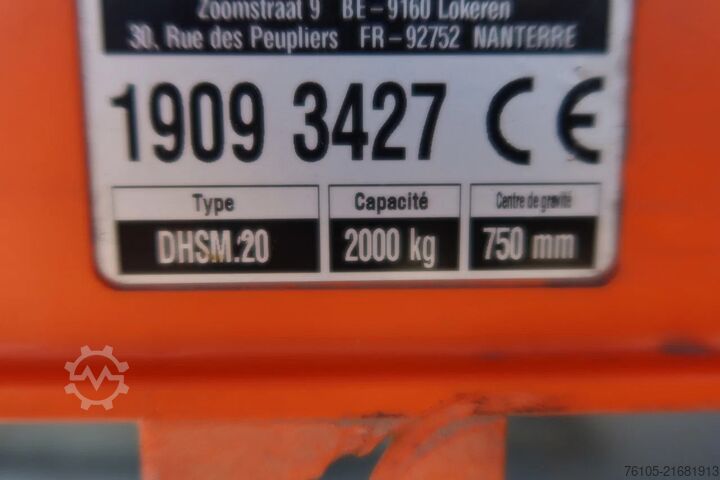 Zoomstraat 9 BE-9160 Lokeren
30, Rue des Peupliers FR-92752 NANTERRE
1909 3427 CE
Type Capacité Centre de gravité
DHSM.20 2000 kg 750 mm
76105-21681913